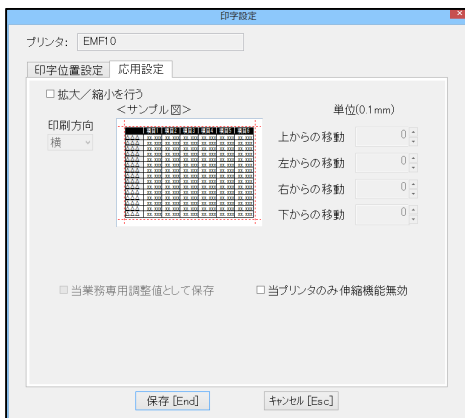 印字設定
プリンタ: EMF10
印字位置設定 応用設定
拡大／縮小を行う
＜サンプル図＞ 単位(0.1mm)
印刷方向
横
上からの移動 0
左からの移動 0
右からの移動 0
下からの移動 0
当業務専用調整値として保存 当プリンタのみ伸縮機能無効
保存 [End] ｷｬﾝｾﾙ [Esc]